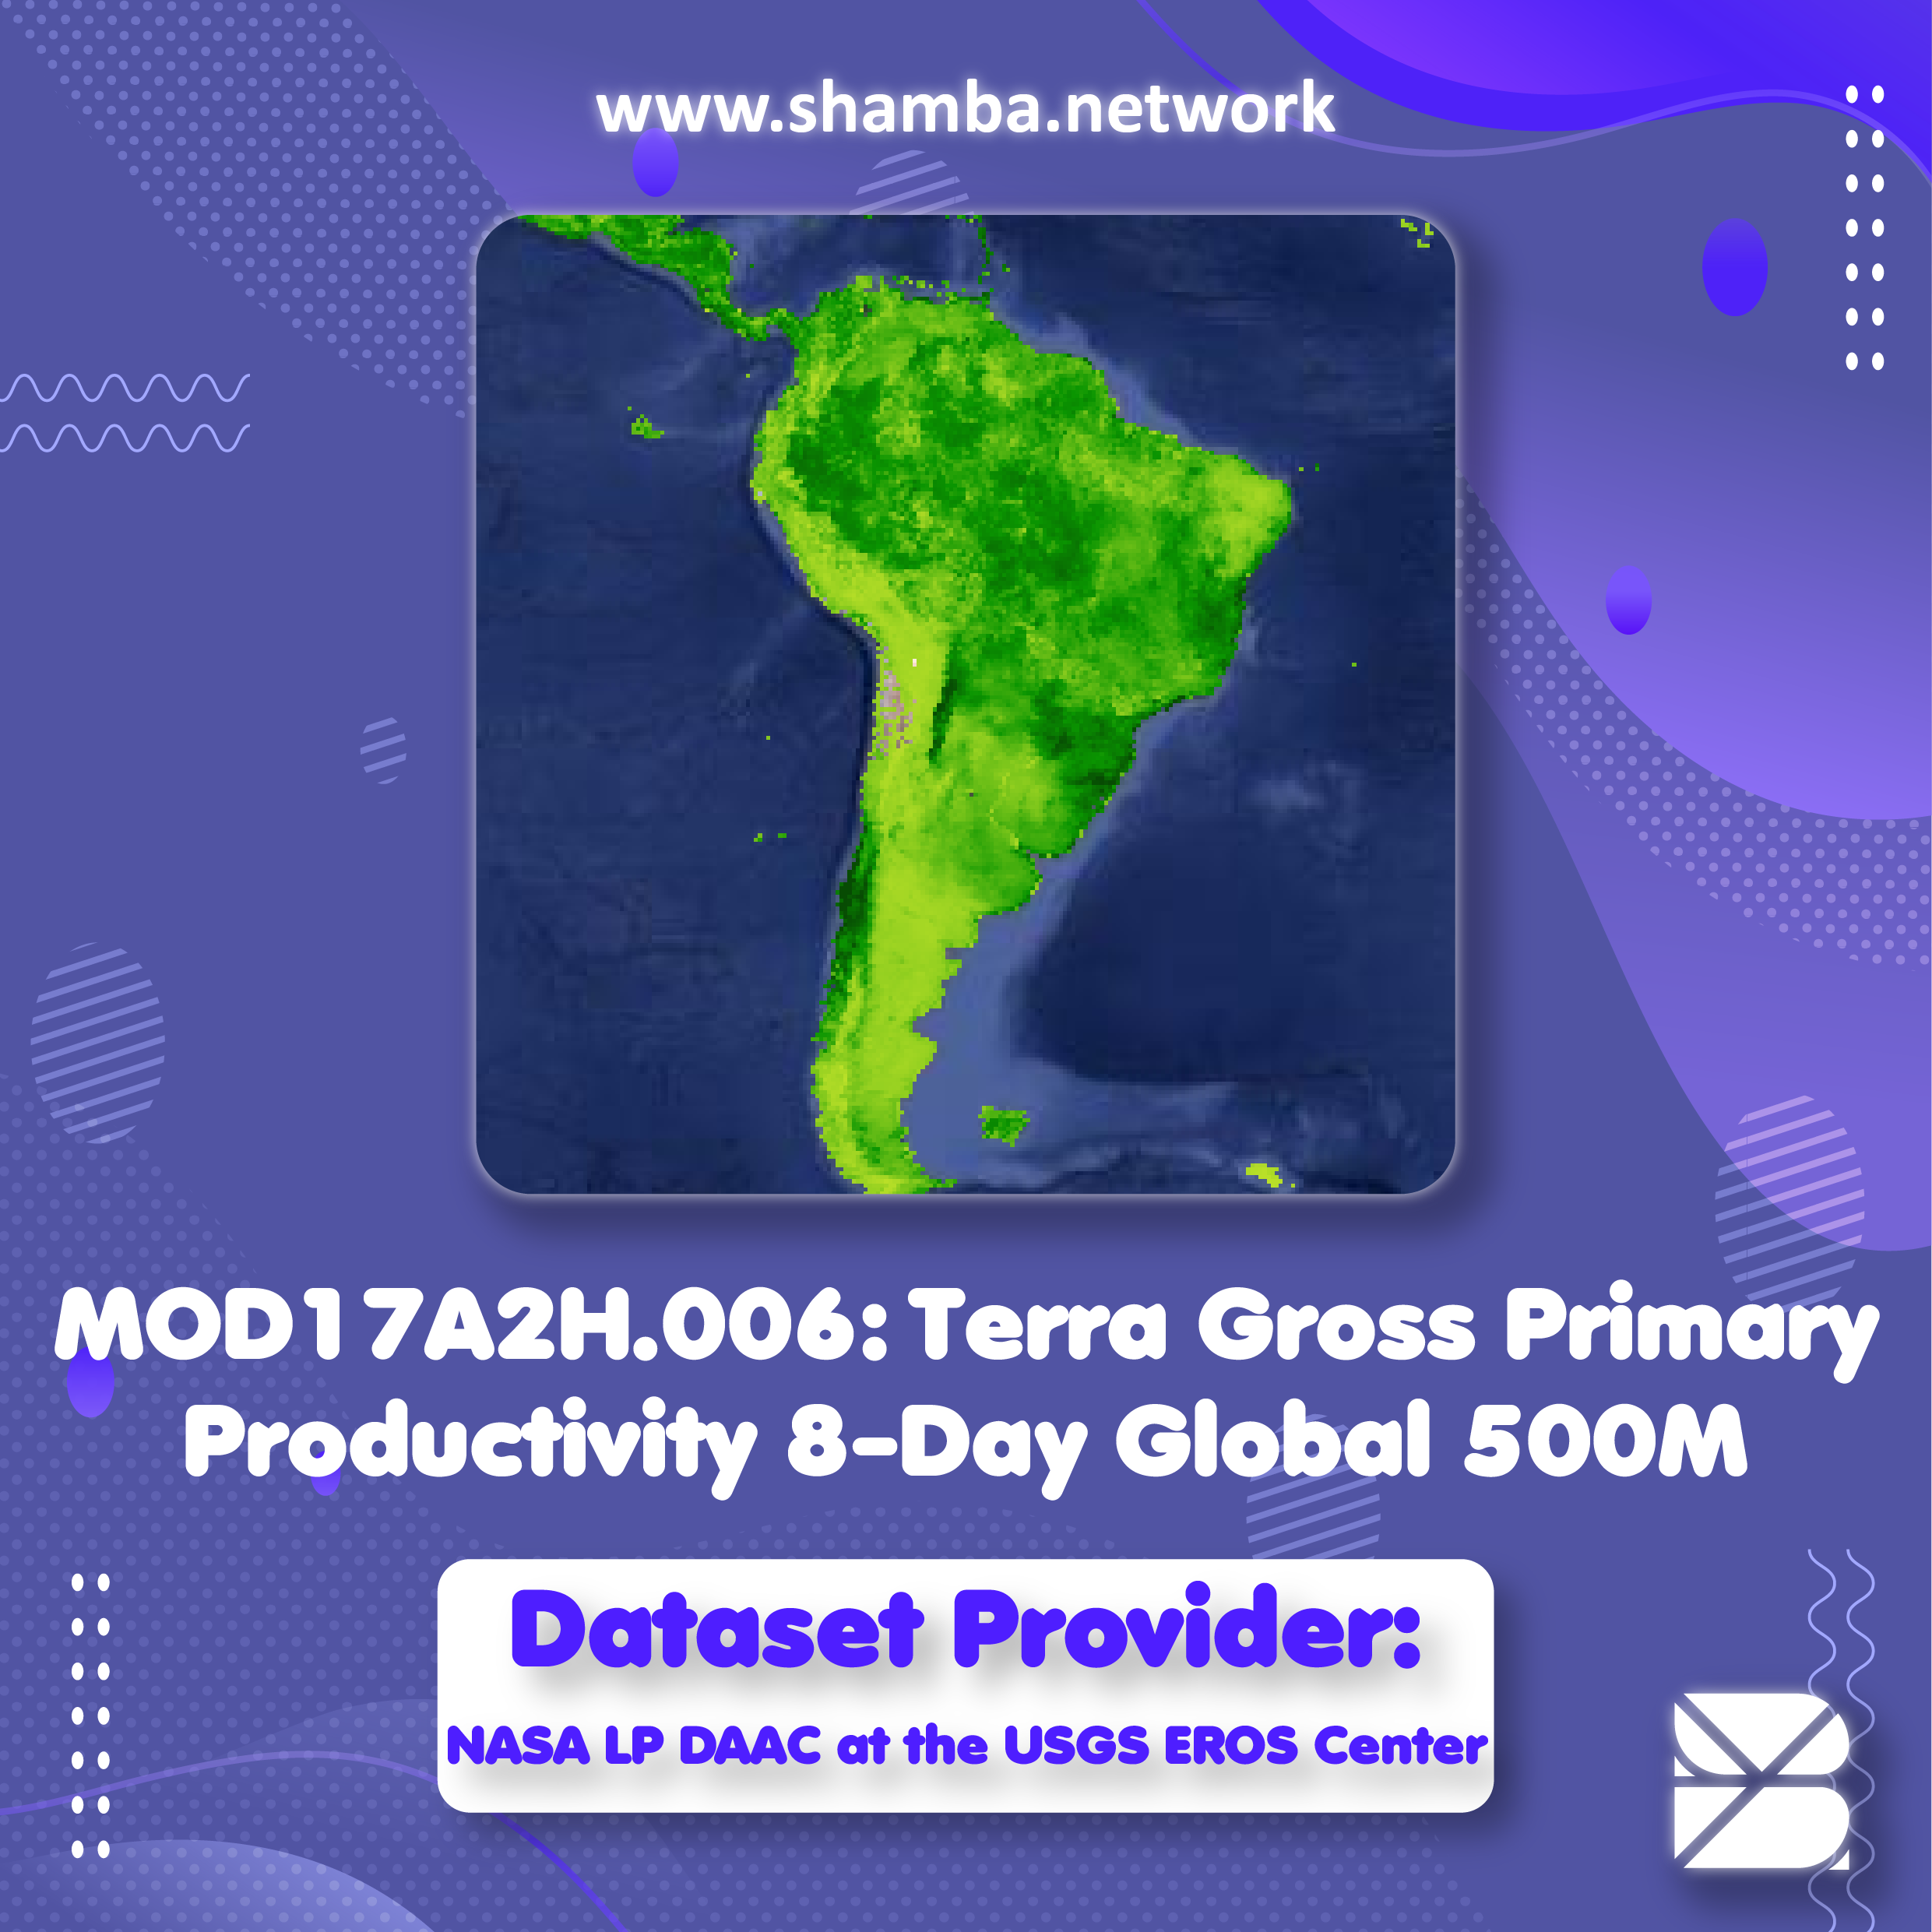 www.shamba.network
MOD17A2H.006: Terra Gross Primary
Productivity 8-Day Global 500M
Dataset Provider:
NASA LP DAAC at the USGS EROS Center